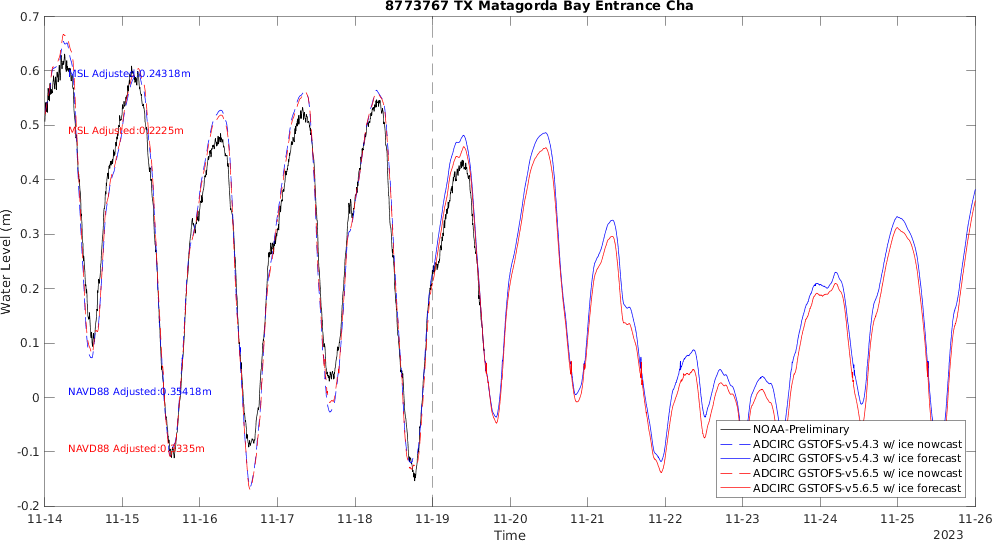 8773767 TX Matagorda Bay Entrance Cha
0.7
0.6
0.5
0.4
0.3
0.2
0.1
0
-0.1
-0.2
Water Level (m)
MSL Adjusted:0.24318m
MSL Adjusted:0.2225m
NAVD88 Adjusted:0.35418m
NAVD88 Adjusted:0.3335m
NOAA-Preliminary
ADCIRC GSTOFS-v5.4.3 w/ ice nowcast
ADCIRC GSTOFS-v5.4.3 w/ ice forecast
ADCIRC GSTOFS-v5.6.5 w/ ice nowcast
ADCIRC GSTOFS-v5.6.5 w/ ice forecast
11-14 11-15 11-16 11-17 11-18 11-19 11-20 11-21 11-22 11-23 11-24 11-25 11-26
Time
2023